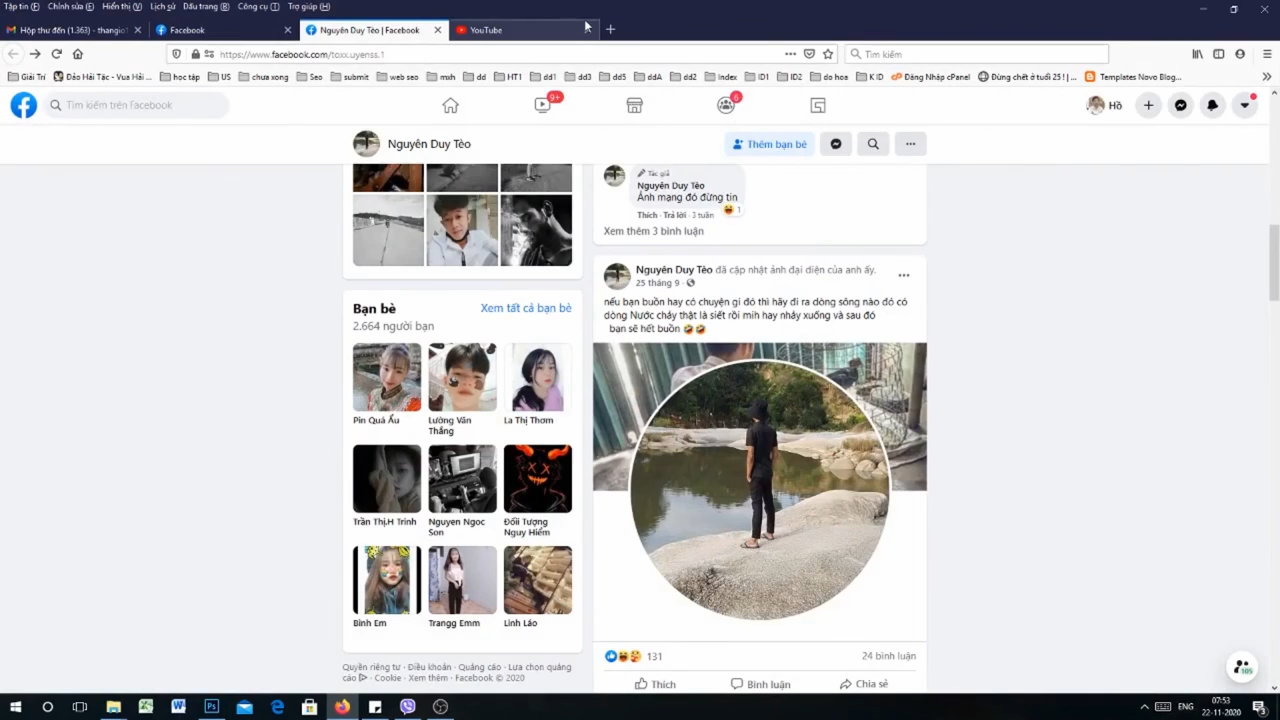 Tập tin (F) Chỉnh sửa (E) Hiển thị (V) Công cụ (T) Dấu trang (B) Công cụ (T) Trợ giúp (H)
Hộp thư đến (1.363) - thangio1
Facebook
Nguyễn Duy Tèo | Facebook
YouTube
https://www.facebook.com/toxx.uyenss.1
Tìm kiếm
Giải Trí
Đảo Hải Tặc - Vua Hải ...
học tập
US
chưa xong
Seo
submit
web seo
mxh
dd
HT1
dd1
dd3
dd5
ddA
dd2
Index
ID1
ID2
do hoa
K ID
Đăng Nhập cPanel
Đừng chết ở tuổi 25 ! | ...
Templates Novo Blog...
Tìm kiếm trên Facebook
9+
6
Hồ
Nguyễn Duy Tèo
Thêm bạn bè
Tác giả
Nguyễn Duy Tèo
Ảnh mạng đó đừng tin
Thích · Trả lời · 3 tuần
1
Xem thêm 3 bình luận
Bạn bè
Xem tất cả bạn bè
2.664 người bạn
Pin Quá Ẩu
Lường Văn Thắng
La Thị Thơm
Trần Thị.H Trinh
Nguyen Ngoc Son
Đốii Tượng Nguy Hiểm
Bình Em
Trangg Emm
Linh Láo
Quyền riêng tư · Điều khoản · Quảng cáo · Lựa chọn quảng
cáo · Cookie · Xem thêm · Facebook © 2020
Nguyễn Duy Tèo đã cập nhật ảnh đại diện của anh ấy.
25 tháng 9
nếu bạn buồn hay có chuyện gì đó thì hãy đi ra dòng sông nào đó có
dòng Nước chảy thật là siết rồi mih hay nhảy xuống và sau đó
bạn sẽ hết buồn
131
24 bình luận
Thích
Bình luận
Chia sẻ
105
ENG
07:53
22-11-2020
3